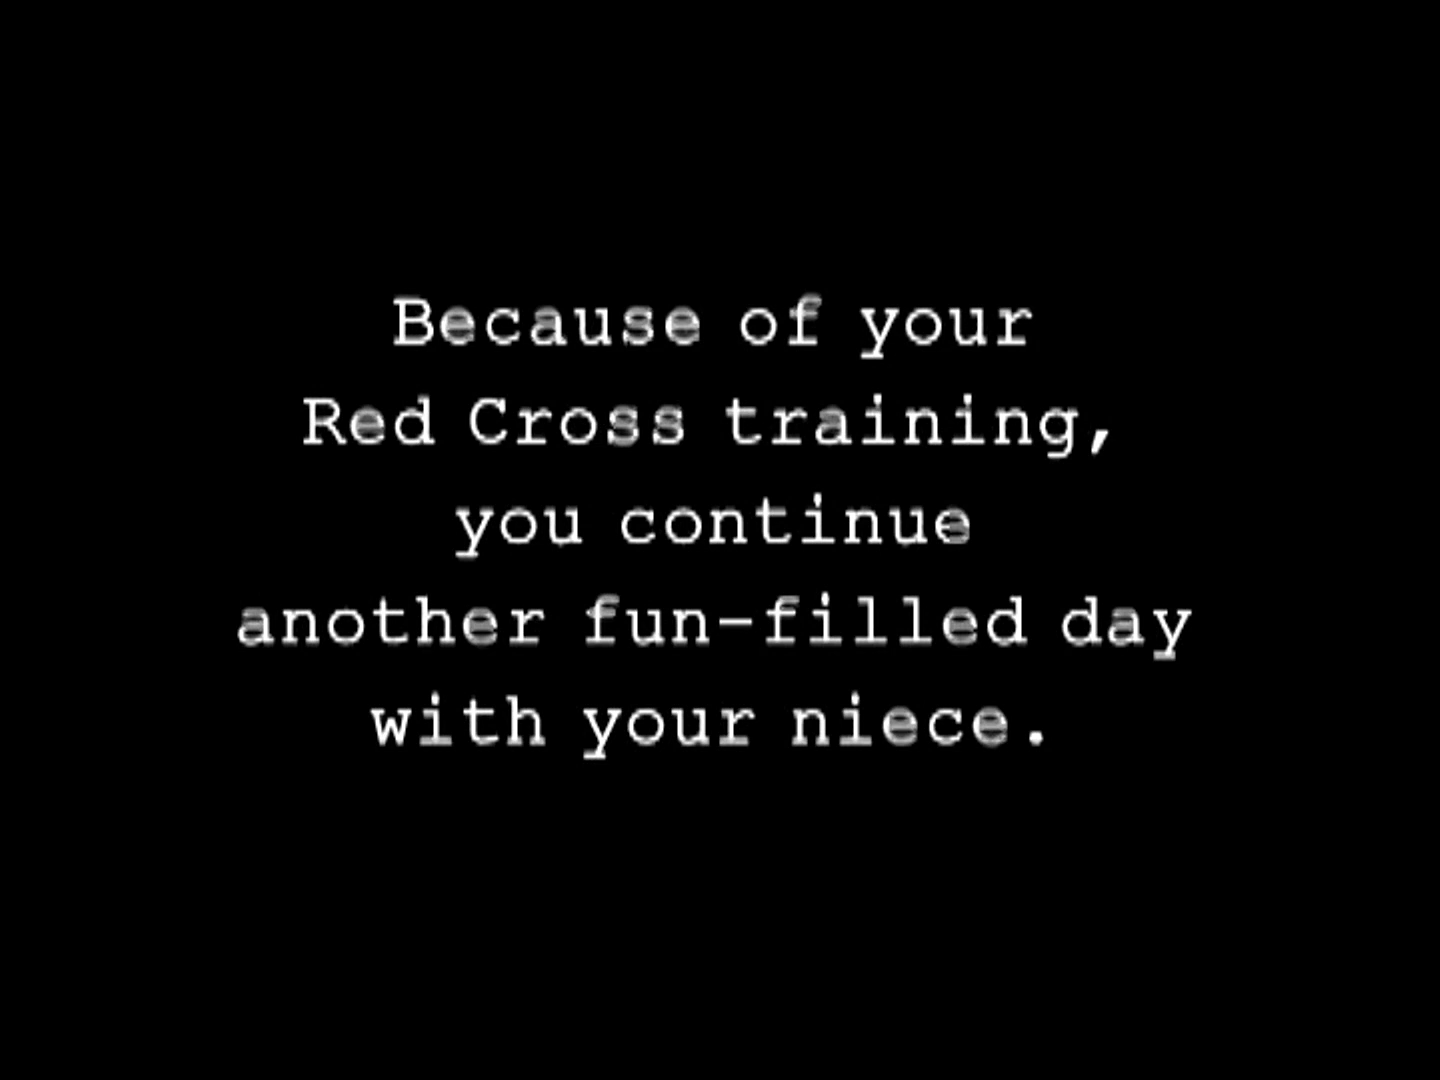 Because of your
Red Cross training,
you continue
another fun-filled day
with your niece.